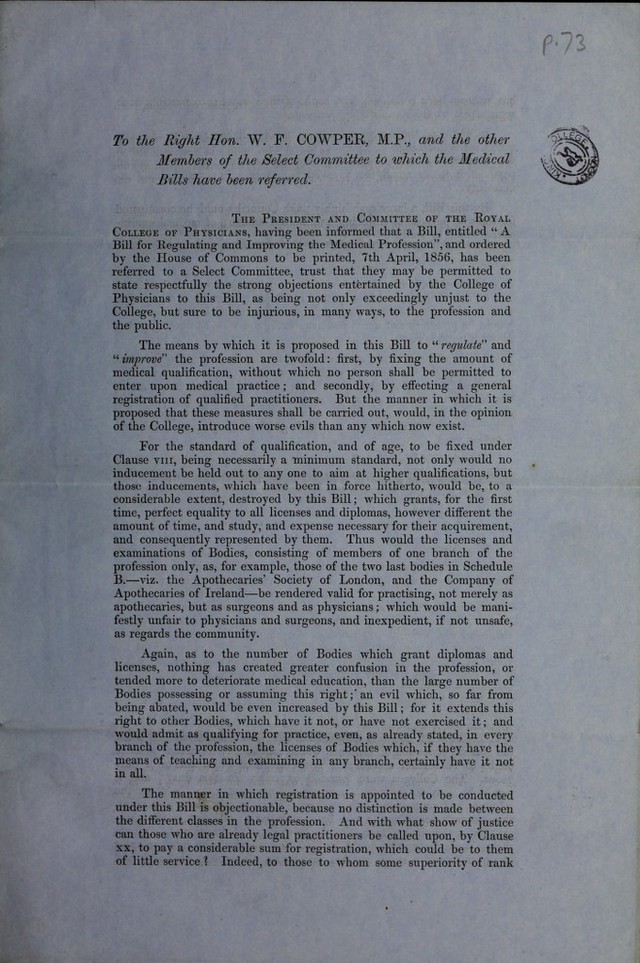 p.73
To the Right Hon. W. F. COWPER, M.P., and the other
Members of the Select Committee to which the Medical
Bills have been referred.
COLLEGE
THE PRESIDENT AND COMMITTEE OF THE ROYAL
COLLEGE OF PHYSICIANS, having been informed that a Bill, entitled “ A
Bill for Regulating and Improving the Medical Profession”, and ordered
by the House of Commons to be printed, 7th April, 1856, has been
referred to a Select Committee, trust that they may be permitted to
state respectfully the strong objections entertained by the College of
Physicians to this Bill, as being not only exceedingly unjust to the
College, but sure to be injurious, in many ways, to the profession and
the public.
The means by which it is proposed in this Bill to “ regulate” and
“ improve” the profession are twofold: first, by fixing the amount of
medical qualification, without which no person shall be permitted to
enter upon medical practice ; and secondly, by effecting a general
registration of qualified practitioners. But the manner in which it is
proposed that these measures shall be carried out, would, in the opinion
of the College, introduce worse evils than any which now exist.
For the standard of qualification, and of age, to be fixed under
Clause VIII, being necessarily a minimum standard, not only would no
inducement be held out to any one to aim at higher qualifications, but
those inducements, which have been in force hitherto, would be, to a
considerable extent, destroyed by this Bill ; which grants, for the first
time, perfect equality to all licenses and diplomas, however different the
amount of time, and study, and expense necessary for their acquirement,
and consequently represented by them. Thus would the licenses and
examinations of Bodies, consisting of members of one branch of the
profession only, as, for example, those of the two last bodies in Schedule
B.—viz. the Apothecaries’ Society of London, and the Company of
Apothecaries of Ireland—be rendered valid for practising, not merely as
apothecaries, but as surgeons and as physicians ; which would be mani-
festly unfair to physicians and surgeons, and inexpedient, if not unsafe,
as regards the community.
Again, as to the number of Bodies which grant diplomas and
licenses, nothing has created greater confusion in the profession, or
tended more to deteriorate medical education, than the large number of
Bodies possessing or assuming this right ; an evil which, so far from
being abated, would be even increased by this Bill ; for it extends this
right to other Bodies, which have it not, or have not exercised it ; and
would admit as qualifying for practice, even, as already stated, in every
branch of the profession, the licenses of Bodies which, if they have the
means of teaching and examining in any branch, certainly have it not
in all.
The manner in which registration is appointed to be conducted
under this Bill is objectionable, because no distinction is made between
the different classes in the profession. And with what show of justice
can those who are already legal practitioners be called upon, by Clause
XX, to pay a considerable sum for registration, which could be to them
of little service ? Indeed, to those to whom some superiority of rank